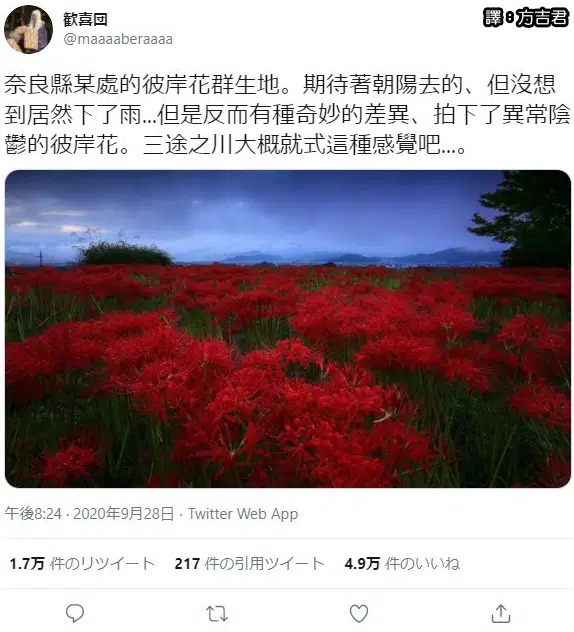 歓喜団
@maaaaberaaaa
譯:方吉君
奈良縣某處的彼岸花群生地。期待著朝陽去的、但沒想
到居然下了雨...但是反而有種奇妙的差異、拍下了異常陰
鬱的彼岸花。三途之川大概就式這種感覺吧...。
午後8:24 · 2020年9月28日 · Twitter Web App
1.7万 件のリツイート 217 件の引用ツイート 4.9万 件のいいね